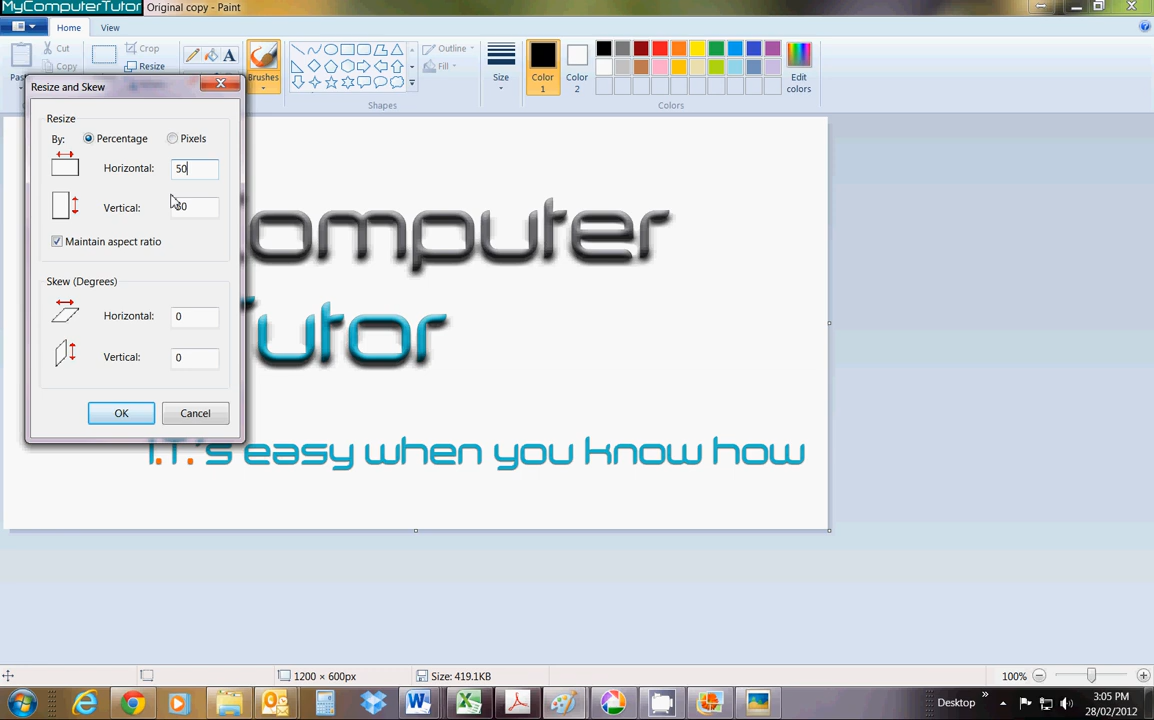 MyComputerTutor
Original copy - Paint
Home
View
Cut
Copy
Crop
Resize
Brushes
Shapes
Outline
Fill
Size
Color
1
Color
2
Edit
colors
Colors
Resize and Skew
Resize
By:
Percentage
Pixels
Horizontal:
50
Vertical:
Maintain aspect ratio
Skew (Degrees)
Horizontal:
0
Vertical:
0
OK
Cancel
omputer
Tutor
I.T.'s easy when you know how
1200 × 600px
Size: 419.1KB
100%
Desktop
3:05 PM
28/02/2012